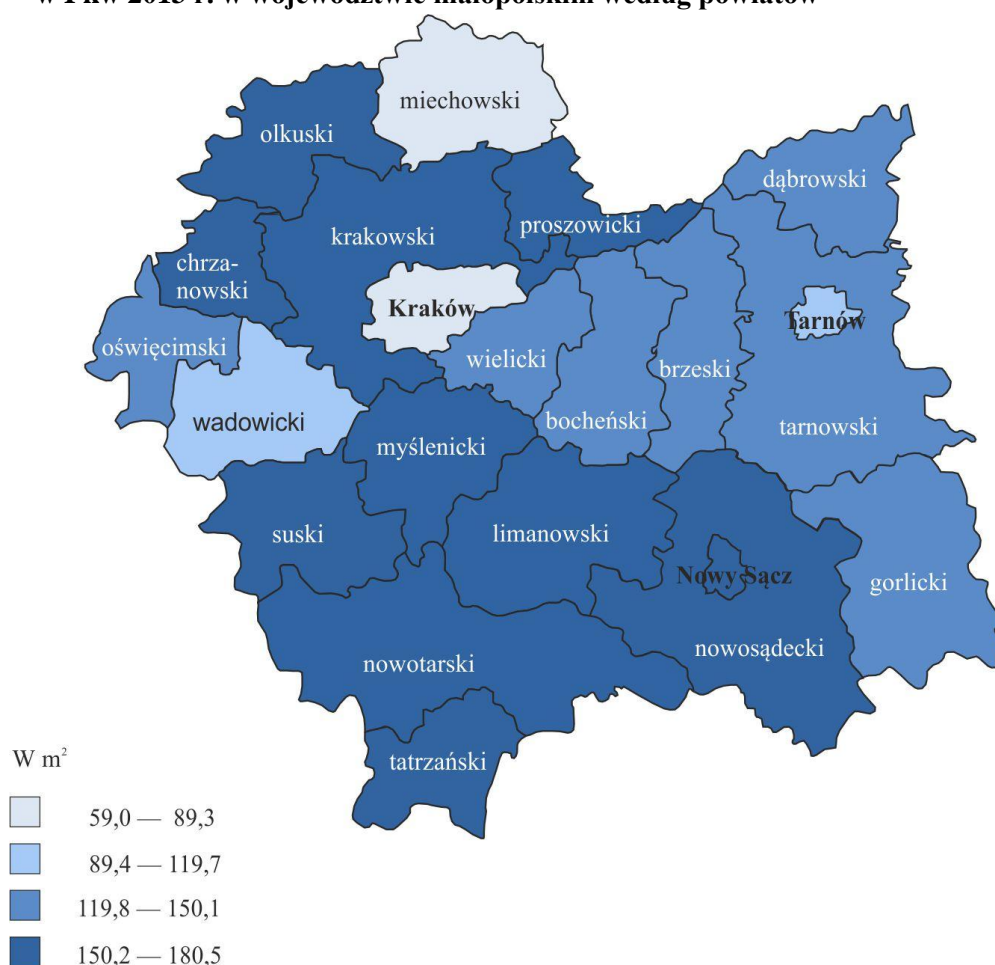 w I kw 2015 r. w województwie małopolskim według powiatów
miechowski
olkuski
dąbrowski
proszowicki
krakowski
chrza-
nowski
Kraków
Tarnów
oświęcimski
wielicki
brzeski
wadowicki
bocheński
tarnowski
myślenicki
suski
limanowski
Nowy Sącz
gorlicki
nowosądecki
nowotarski
tatrzański
W m²
59,0 — 89,3
89,4 — 119,7
119,8 — 150,1
150,2 — 180,5